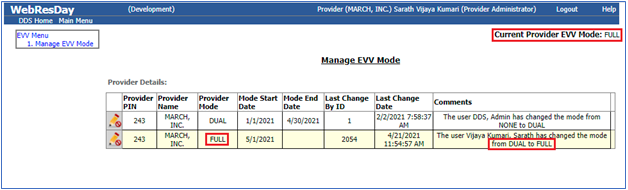 WebResDay (Development) Provider (MARCH, INC.) Sarath Vijaya Kumari (Provider Administrator) Logout Help
DDS Home Main Menu
EVV Menu
1. Manage EVV Mode
Current Provider EVV Mode: FULL
Manage EVV Mode
Provider Details:
Provider PIN Provider Name Provider Mode Mode Start Date Mode End Date Last Change By ID Last Change Date Comments
243 MARCH, INC. DUAL 1/1/2021 4/30/2021 1 2/2/2021 7:58:37 AM The user DDS, Admin has changed the mode from NONE to DUAL
243 MARCH, INC. FULL 5/1/2021 2054 4/21/2021 11:54:57 AM The user Vijaya Kumari, Sarath has changed the mode from DUAL to FULL